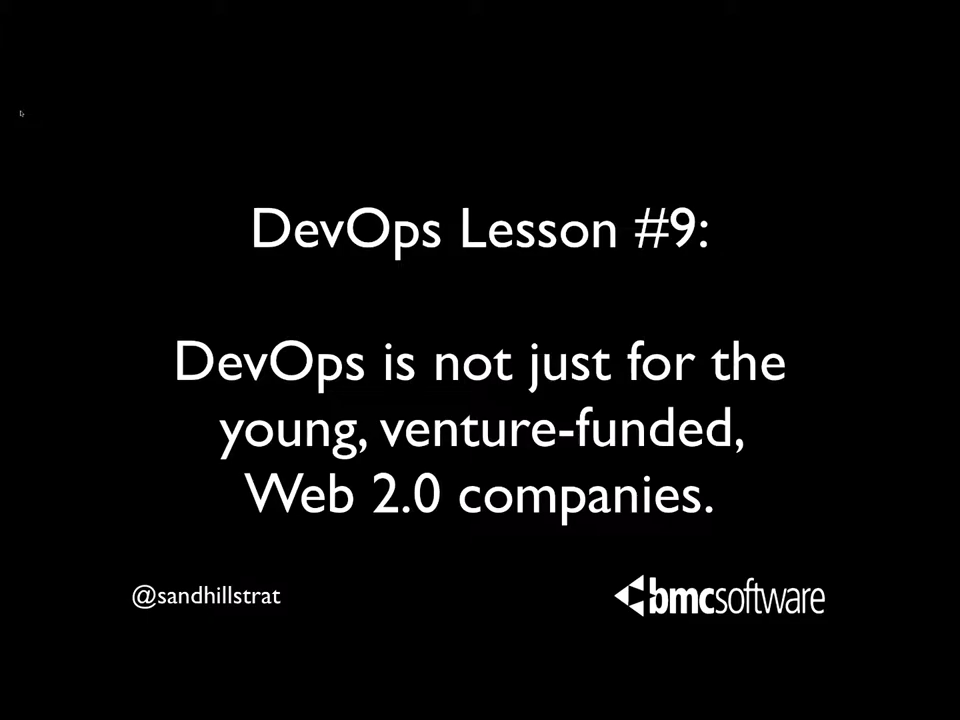 DevOps Lesson #9:
DevOps is not just for the
young, venture-funded,
Web 2.0 companies.
@sandhillstrat
bmcsoftware